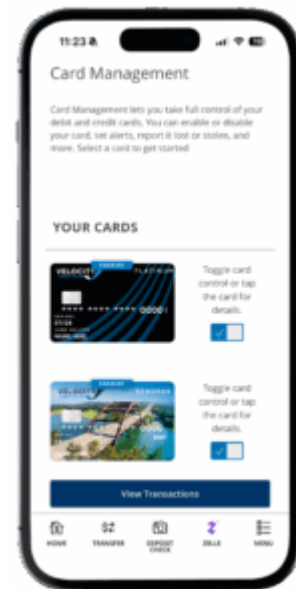 11:23
Card Management
Card Management lets you take full control of your
debit and credit cards. You can enable or disable
your card, set alerts, report it lost or stolen, and
more. Select a card to get started
YOUR CARDS
VELOCITY
ENABLED
PLATINUM
Toggle card
control or tap
the card for
details.
VELOCITY
ENABLED
REWARDS
Toggle card
control or tap
the card for
details.
View Transactions
HOME
TRANSFER
DEPOSIT
CHECK
ZELLE
MENU